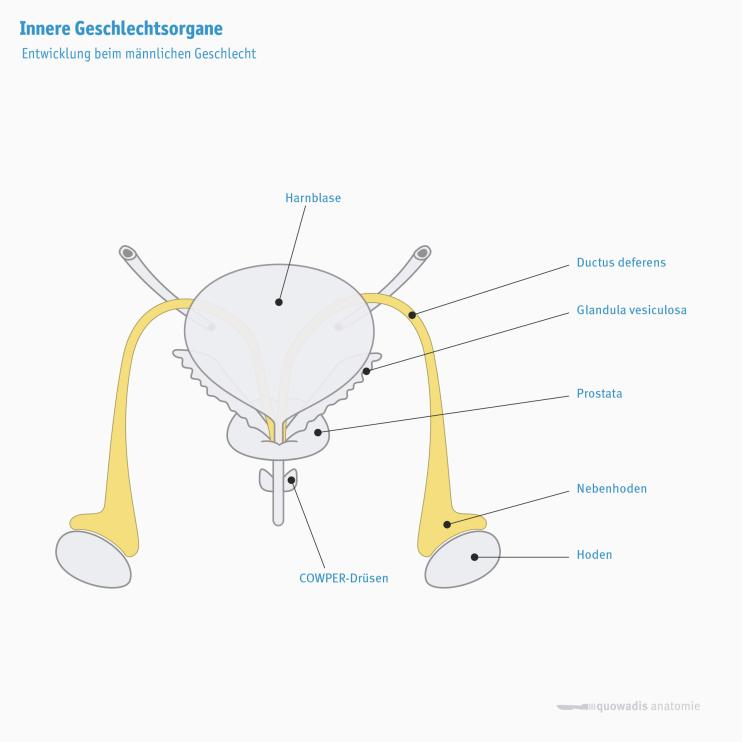 Innere Geschlechtsorgane
Entwicklung beim männlichen Geschlecht
Harnblase
Ductus deferens
Glandula vesiculosa
Prostata
Nebenhoden
Hoden
COWPER-Drüsen
quowadis anatomie